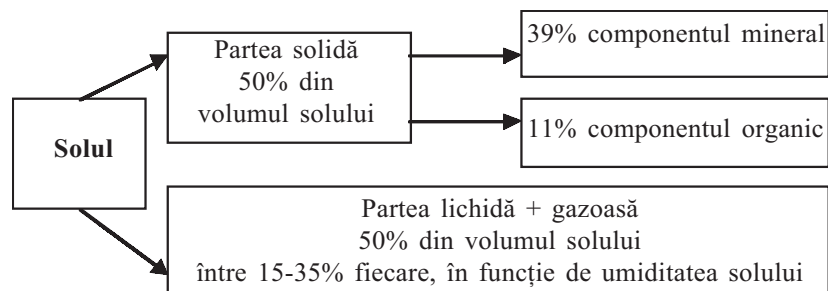 Solul
Partea solidă
50% din
volumul solului
39% componentul mineral
11% componentul organic
Partea lichidă + gazoasă
50% din volumul solului
între 15-35% fiecare, în funcție de umiditatea solului